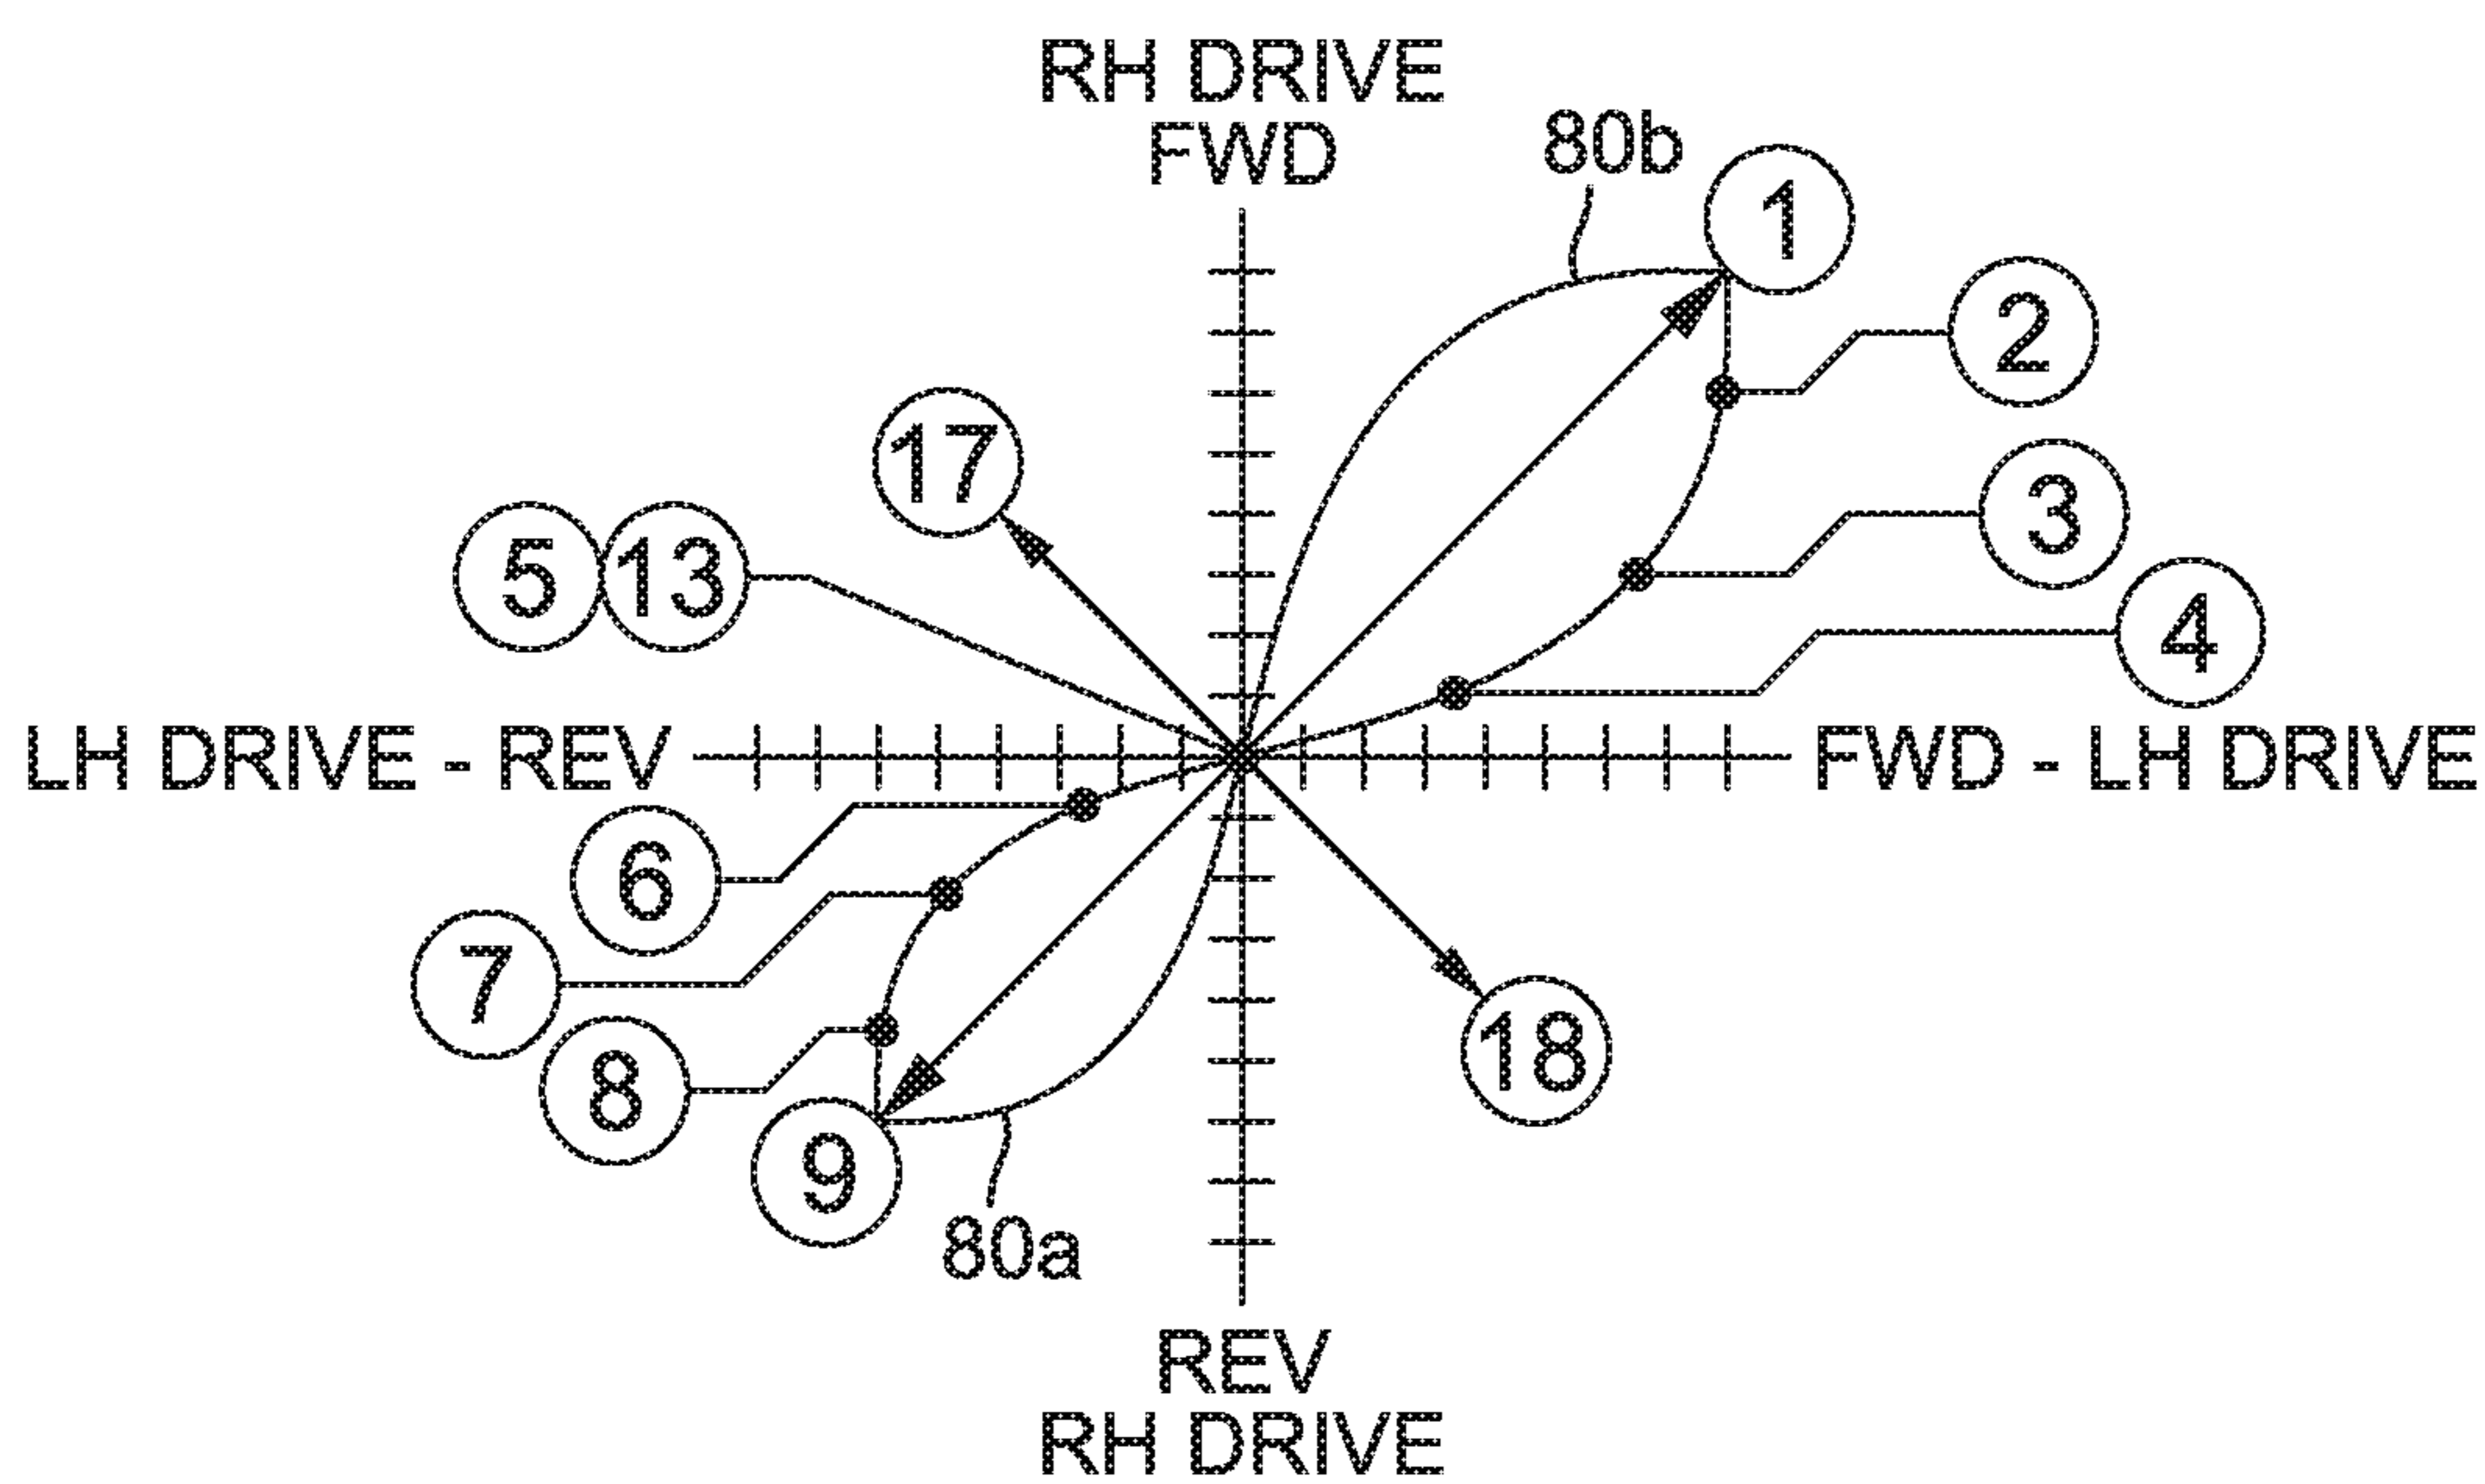 RH DRIVE
FWD
80b
1
2
17
3
5 13
4
LH DRIVE - REV
FWD - LH DRIVE
6
7
18
8
9
80a
REV
RH DRIVE